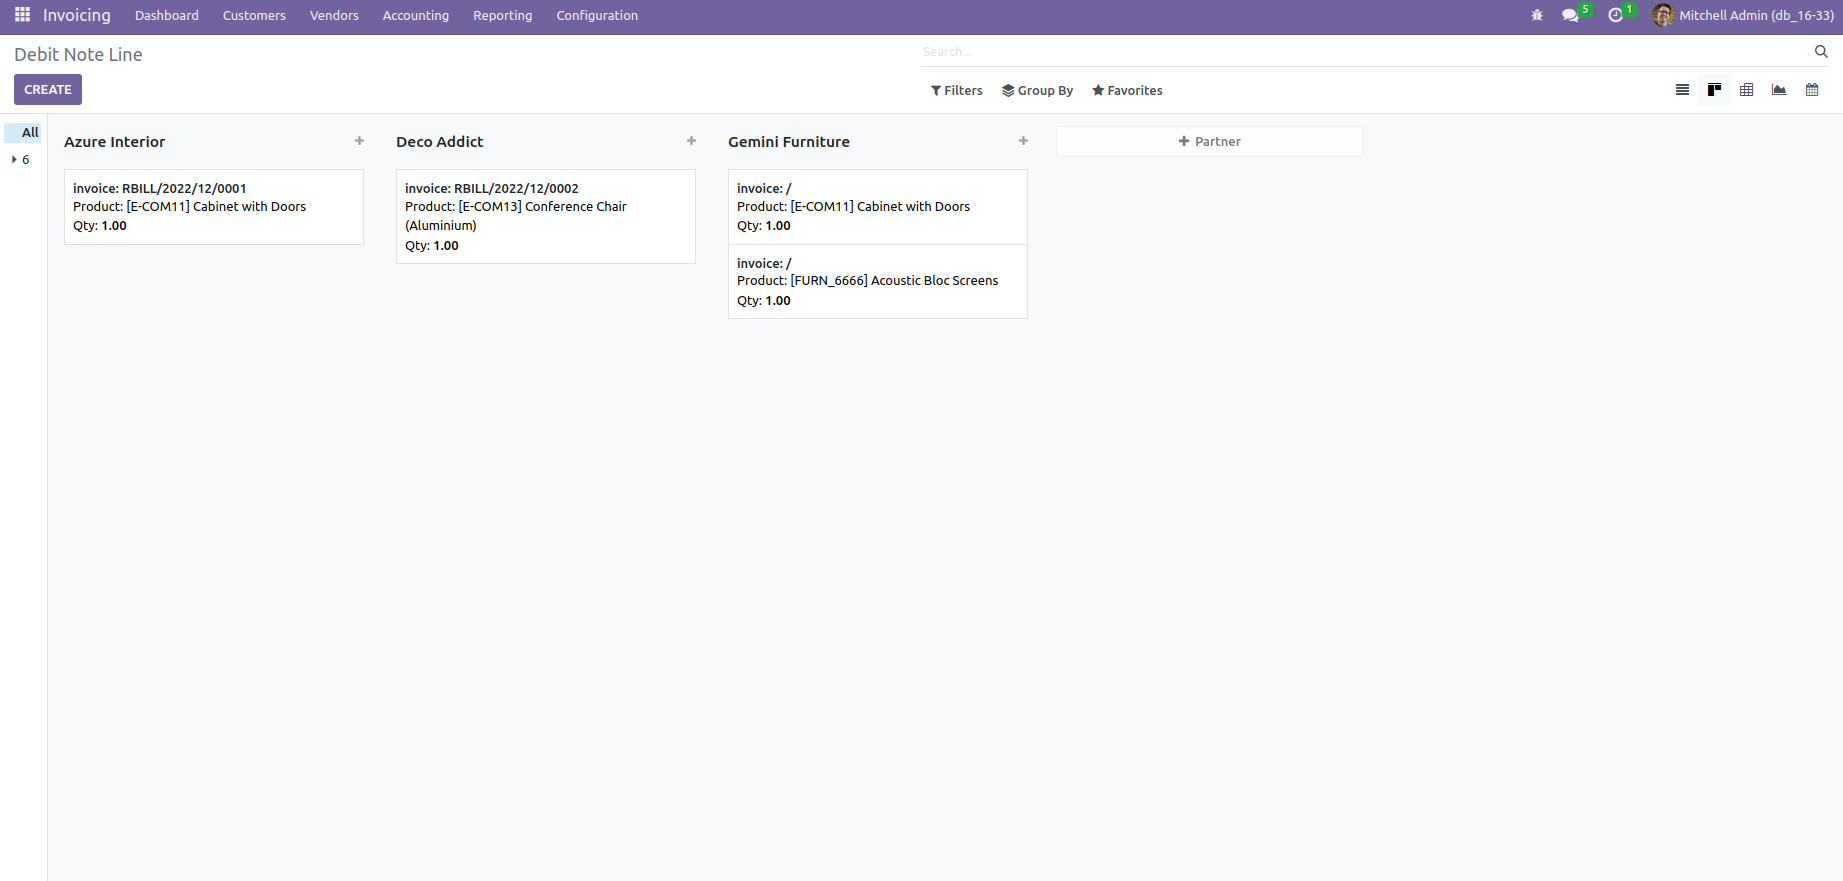 Invoicing Dashboard Customers Vendors Accounting Reporting Configuration 5 1 Mitchell Admin (db_16-33)
Debit Note Line
Search...
CREATE
Filters Group By Favorites
All
6
Azure Interior
invoice: RBILL/2022/12/0001
Product: [E-COM11] Cabinet with Doors
Qty: 1.00
Deco Addict
invoice: RBILL/2022/12/0002
Product: [E-COM13] Conference Chair
(Aluminium)
Qty: 1.00
Gemini Furniture
invoice: /
Product: [E-COM11] Cabinet with Doors
Qty: 1.00
invoice: /
Product: [FURN_6666] Acoustic Bloc Screens
Qty: 1.00
Partner